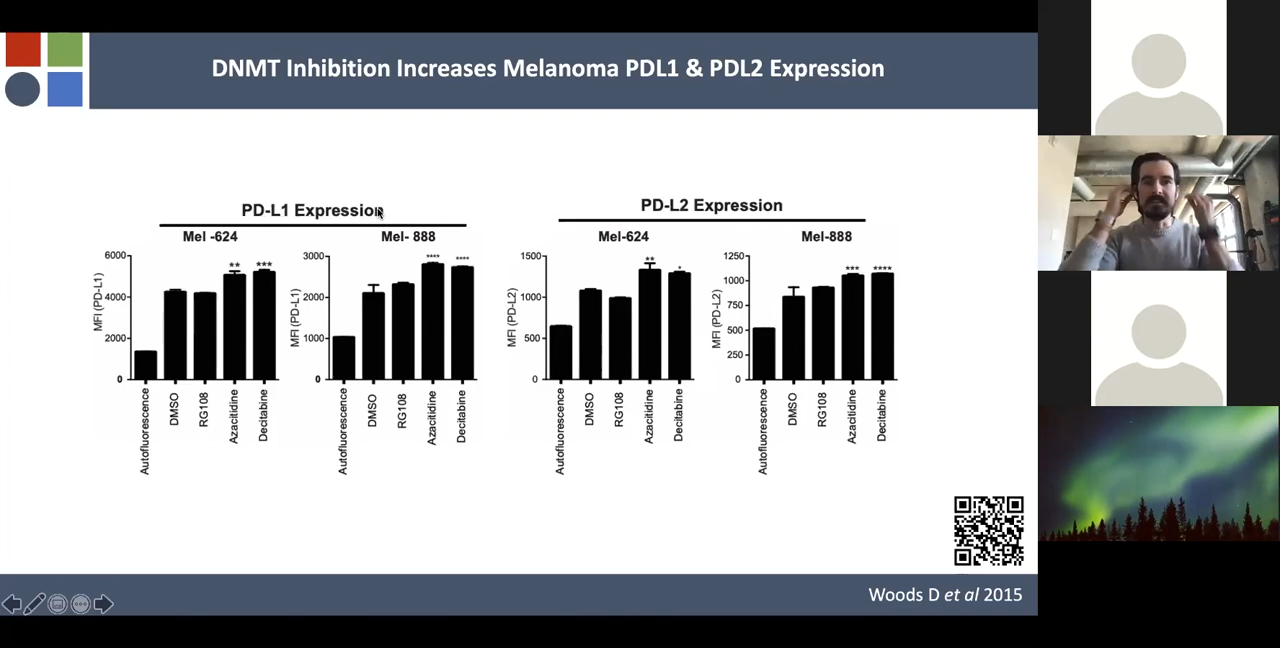 DNMT Inhibition Increases Melanoma PDL1 & PDL2 Expression
PD-L1 Expression
Mel -624
Mel- 888
6000
4000
2000
0
MFI (PD-L1)
**
***
Autofluorescence
DMSO
RG108
Azacitidine
Decitabine
3000
2000
1000
0
MFI (PD-L1)
****
****
Autofluorescence
DMSO
RG108
Azacitidine
Decitabine
PD-L2 Expression
Mel-624
Mel-888
1500
1000
500
0
MFI (PD-L2)
**
*
Autofluorescence
DMSO
RG108
Azacitidine
Decitabine
1250
1000
750
500
250
0
MFI (PD-L2)
***
****
Autofluorescence
DMSO
RG108
Azacitidine
Decitabine
Woods D et al 2015